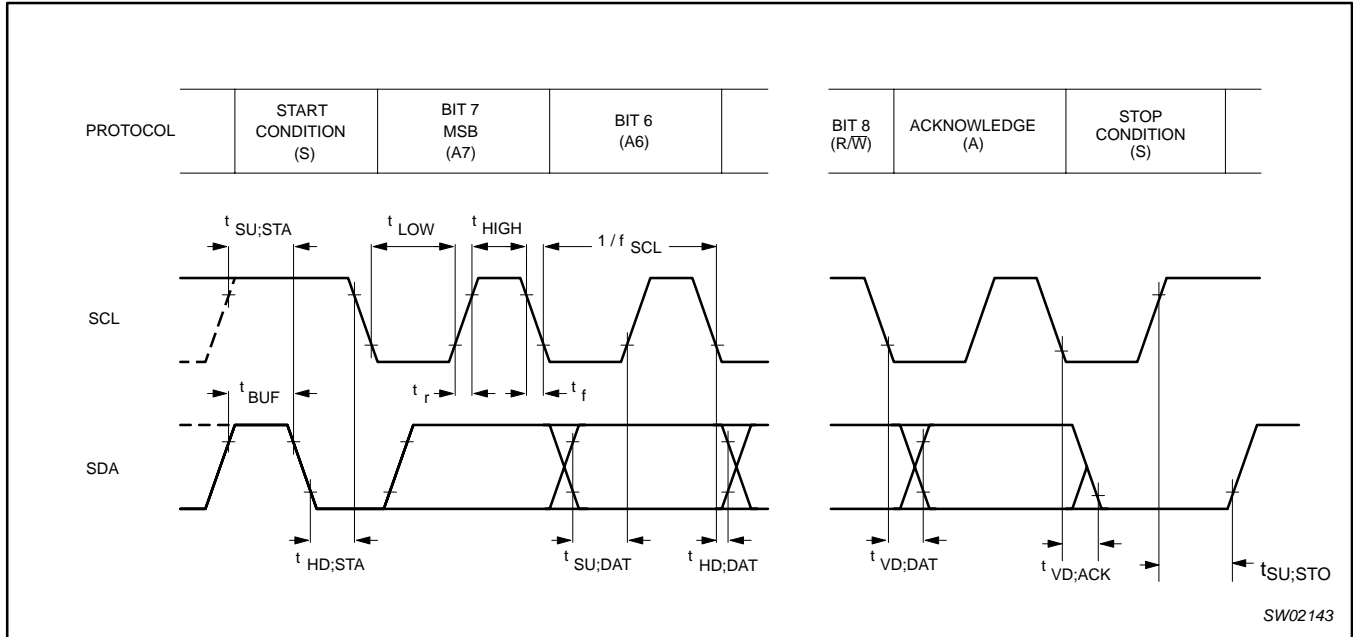 PROTOCOL
START
CONDITION
(S)
BIT 7
MSB
(A7)
BIT 6
(A6)
BIT 8
(R/W̅)
ACKNOWLEDGE
(A)
STOP
CONDITION
(S)
t SU;STA
t LOW
t HIGH
1 / f SCL
SCL
t BUF
t r
t f
SDA
t HD;STA
t SU;DAT
t HD;DAT
t VD;DAT
t VD;ACK
tSU;STO
SW02143